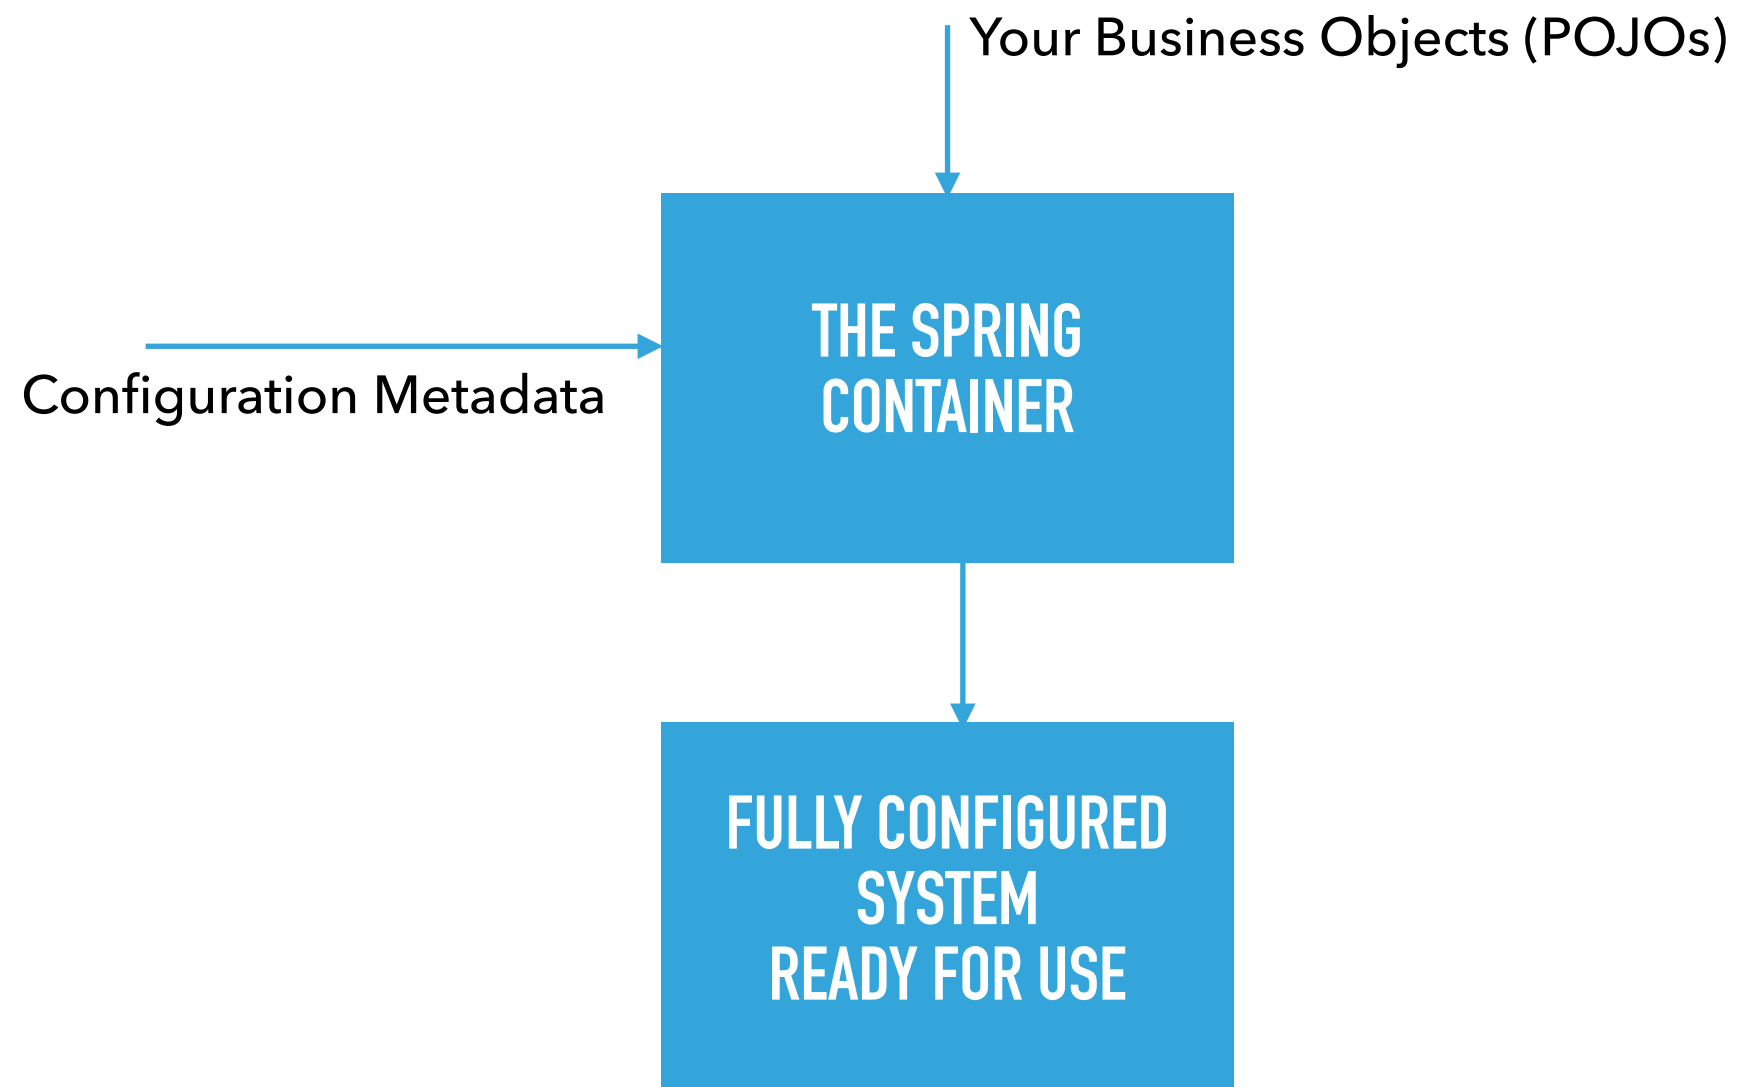 Your Business Objects (POJOs)
THE SPRING
CONTAINER
Configuration Metadata
FULLY CONFIGURED
SYSTEM
READY FOR USE